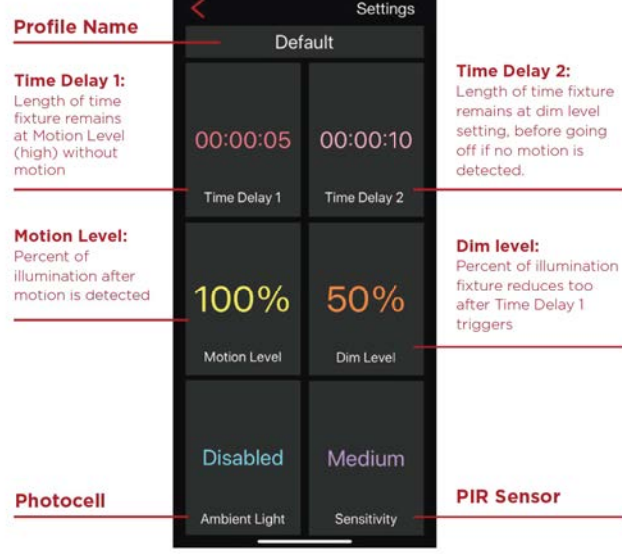 Settings
Profile Name
Default
Time Delay 1:
Length of time
fixture remains
at Motion Level
(high) without
motion
00:00:05
Time Delay 1
00:00:10
Time Delay 2
Time Delay 2:
Length of time fixture
remains at dim level
setting, before going
off if no motion is
detected.
Motion Level:
Percent of
illumination after
motion is detected
100%
Motion Level
50%
Dim Level
Dim level:
Percent of illumination
fixture reduces too
after Time Delay 1
triggers
Disabled
Ambient Light
Medium
Sensitivity
Photocell
PIR Sensor